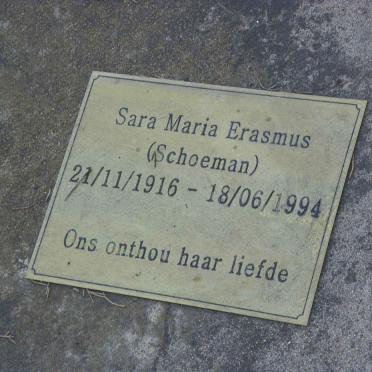 Sara Maria Erasmus
(Schoeman)
21/11/1916 - 18/06/1994
Ons onthou haar liefde